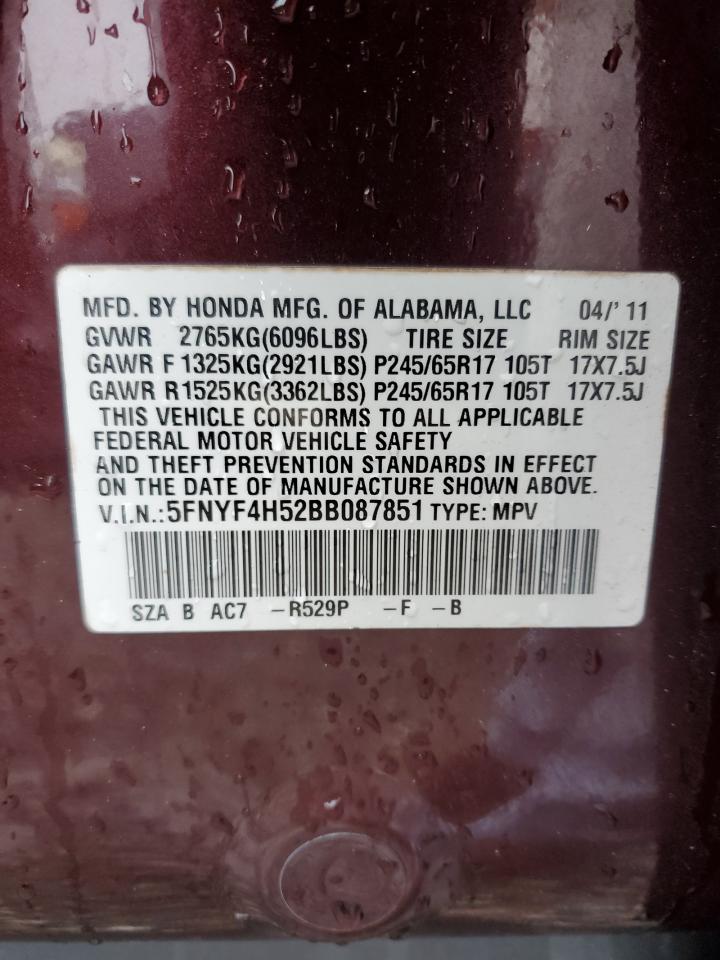 MFD. BY HONDA MFG. OF ALABAMA, LLC 04/' 11
GVWR 2765KG(6096LBS) TIRE SIZE RIM SIZE
GAWR F 1325KG(2921LBS) P245/65R17 105T 17X7.5J
GAWR R1525KG(3362LBS) P245/65R17 105T 17X7.5J
THIS VEHICLE CONFORMS TO ALL APPLICABLE
FEDERAL MOTOR VEHICLE SAFETY
AND THEFT PREVENTION STANDARDS IN EFFECT
ON THE DATE OF MANUFACTURE SHOWN ABOVE.
V.I.N.:5FNYF4H52BB087851 TYPE: MPV
SZA B AC7 –R529P –F –B